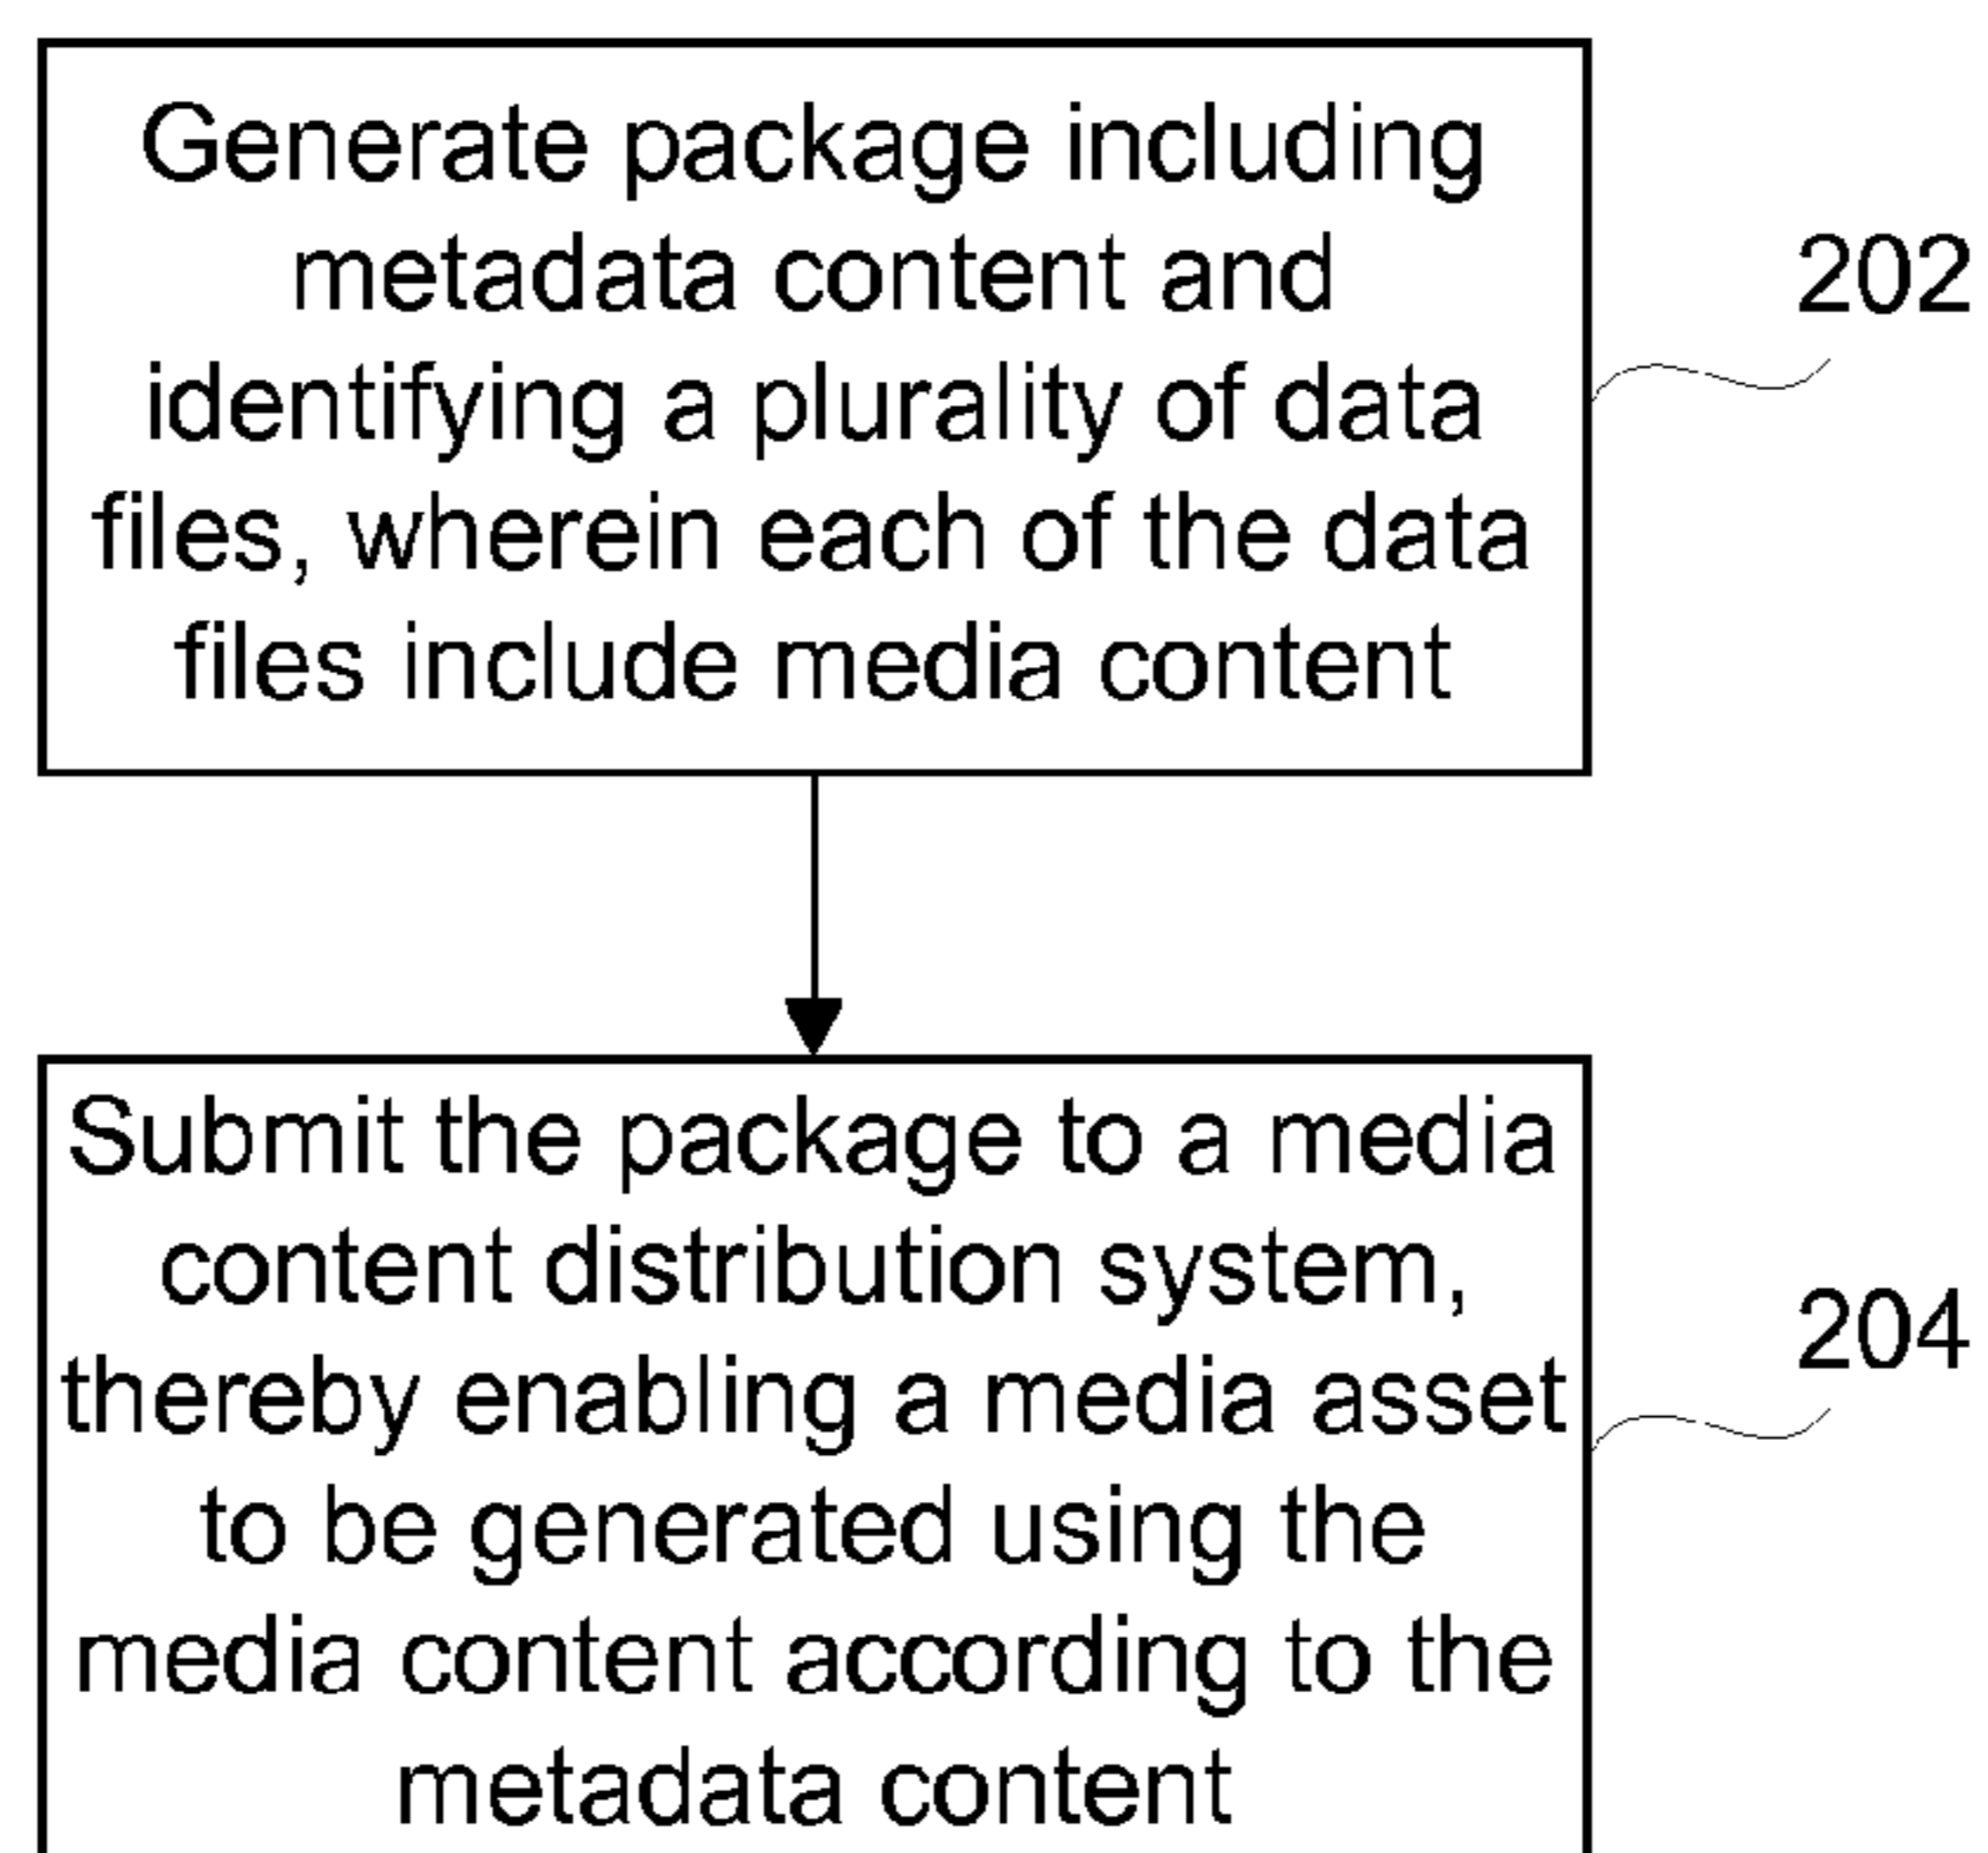 Generate package including
metadata content and
identifying a plurality of data
files, wherein each of the data
files include media content
202
Submit the package to a media
content distribution system,
thereby enabling a media asset
to be generated using the
media content according to the
metadata content
204